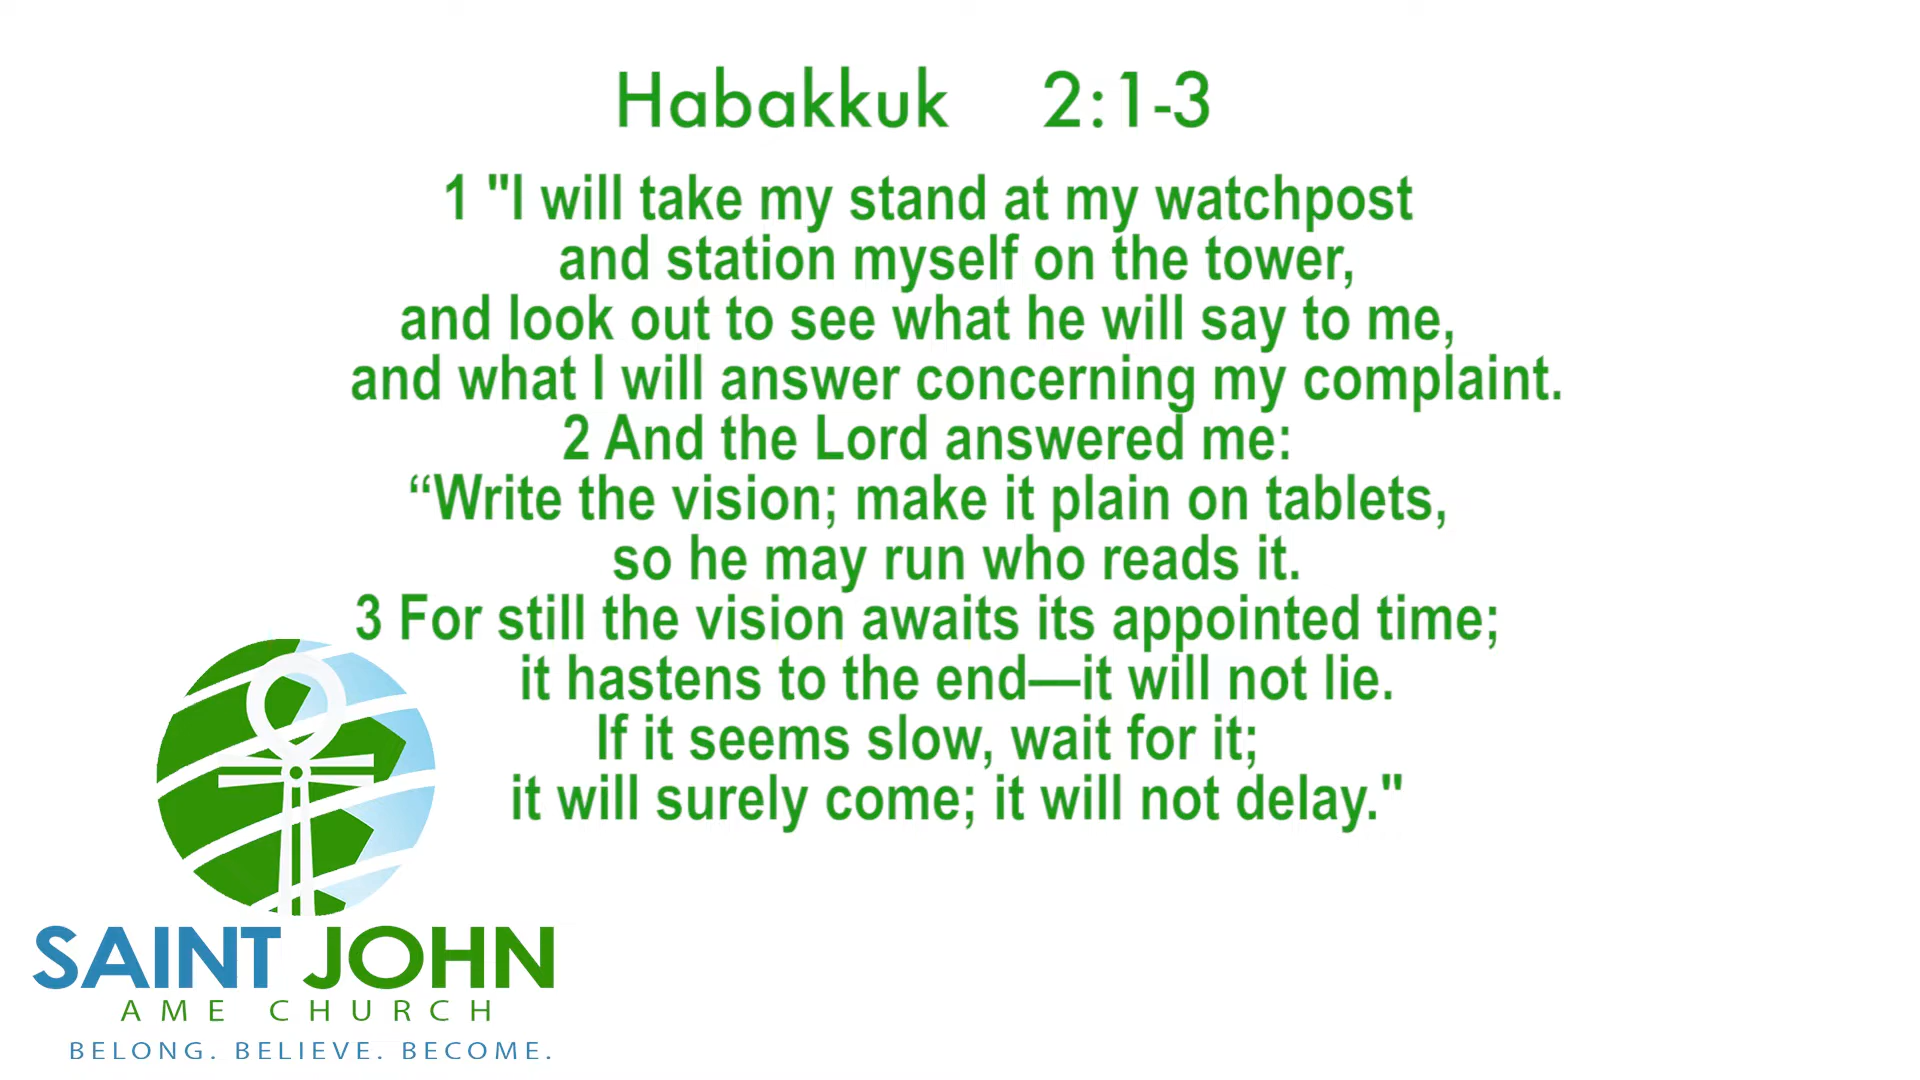 Habakkuk 2:1-3
1 "I will take my stand at my watchpost
and station myself on the tower,
and look out to see what he will say to me,
and what I will answer concerning my complaint.
2 And the Lord answered me:
“Write the vision; make it plain on tablets,
so he may run who reads it.
3 For still the vision awaits its appointed time;
it hastens to the end—it will not lie.
If it seems slow, wait for it;
it will surely come; it will not delay."
SAINT JOHN
AME CHURCH
BELONG. BELIEVE. BECOME.